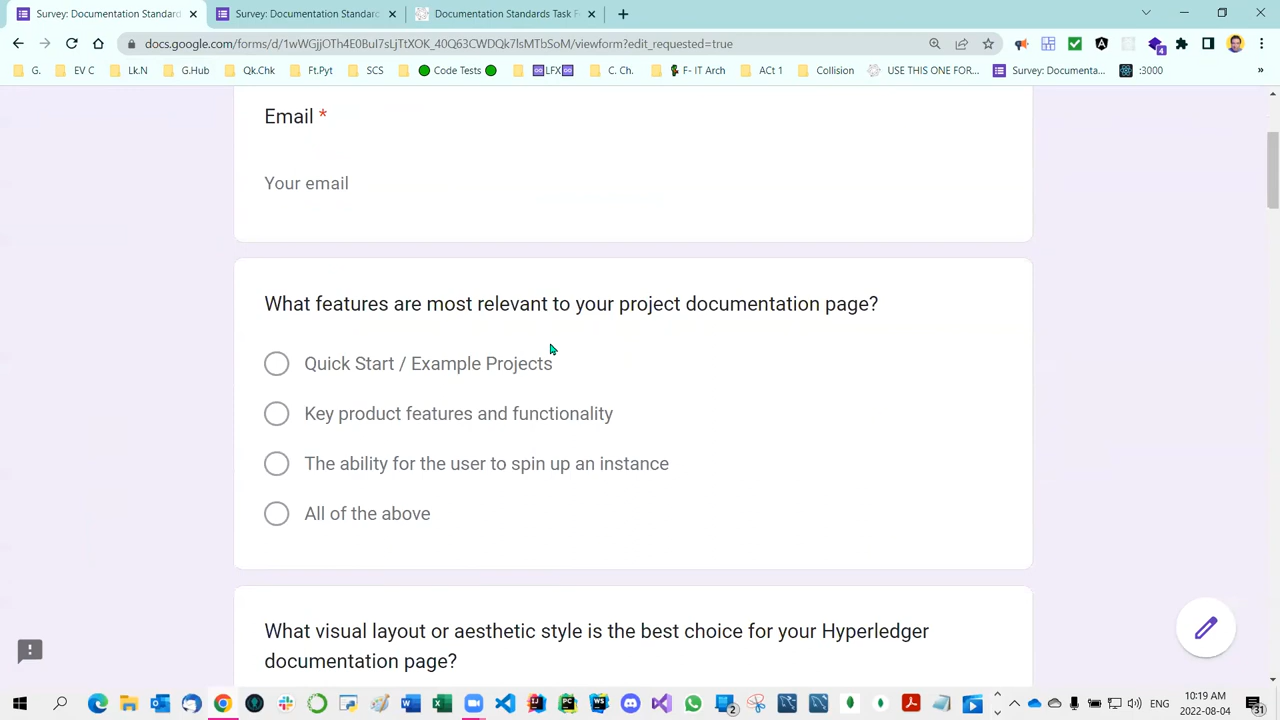 Survey: Documentation Standard
Survey: Documentation Standard
Documentation Standards Task F
docs.google.com/forms/d/1wWGjjOtTh4E0Pnl7sLTtXOX_40Q63CWDQk7lsMTbSoM/viewform?edit_requested=true
G.
EV C
Lk.N
G.Hub
Qk.Chk
Ft.Pyt
SCS
Code Tests
LFX
C. Ch.
F- IT Arch
ACt 1
Collision
USE THIS ONE FOR...
Survey: Documenta...
:3000
»
Email *
Your email
What features are most relevant to your project documentation page?
Quick Start / Example Projects
Key product features and functionality
The ability for the user to spin up an instance
All of the above
What visual layout or aesthetic style is the best choice for your Hyperledger
documentation page?
ENG
10:19 AM
2022-08-04